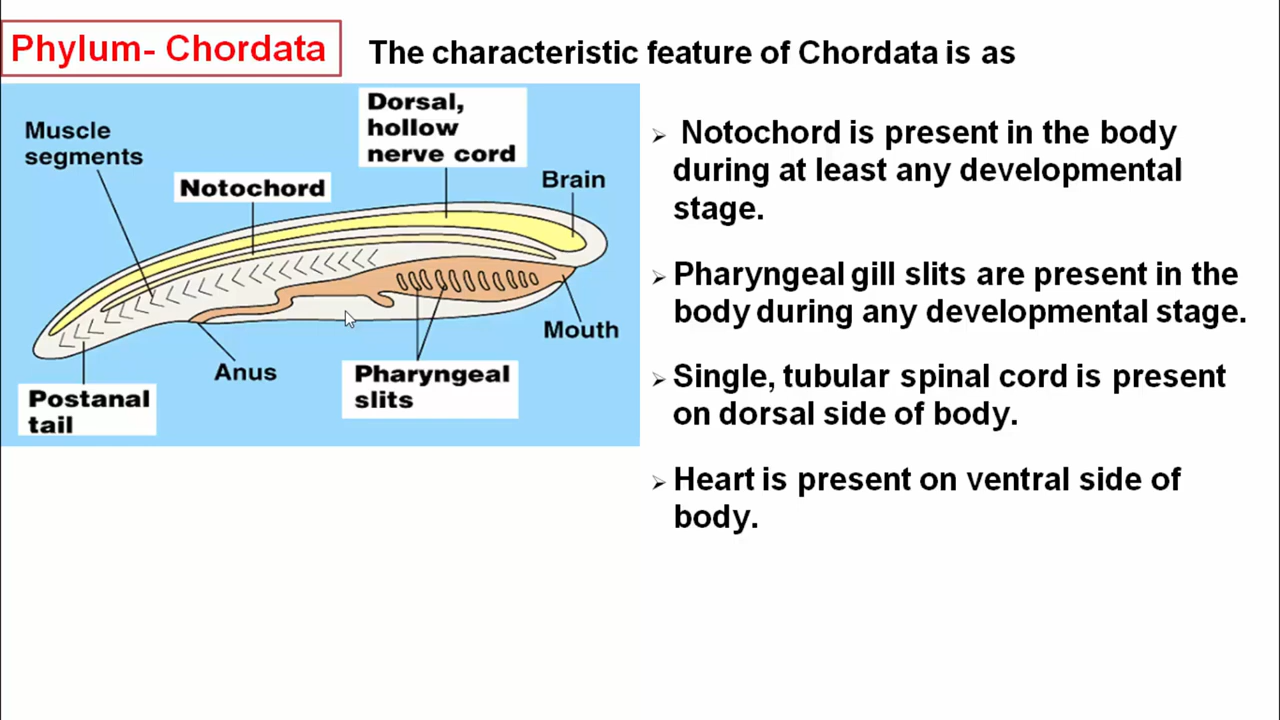 Phylum- Chordata
The characteristic feature of Chordata is as
Muscle
segments
Notochord
Dorsal,
hollow
nerve cord
Brain
Mouth
Anus
Pharyngeal
slits
Postanal
tail
➢ Notochord is present in the body
during at least any developmental
stage.
➢ Pharyngeal gill slits are present in the
body during any developmental stage.
➢ Single, tubular spinal cord is present
on dorsal side of body.
➢ Heart is present on ventral side of
body.